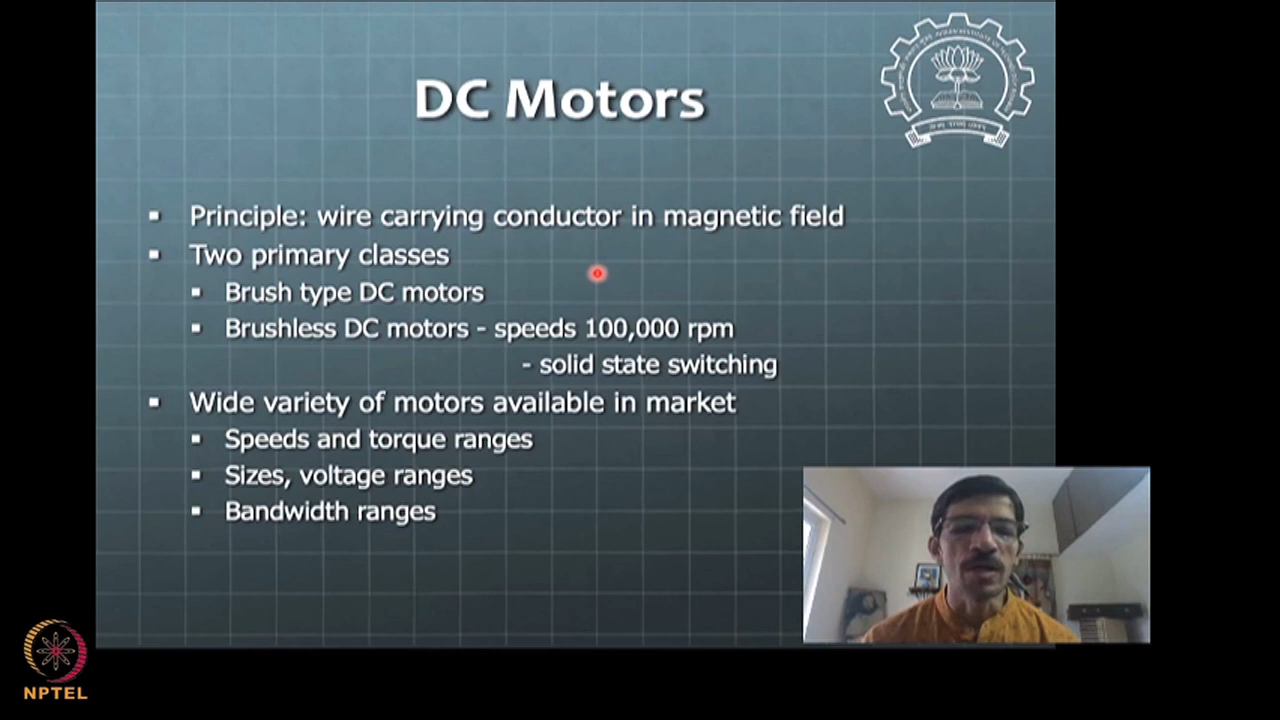 DC Motors
▪ Principle: wire carrying conductor in magnetic field
▪ Two primary classes
▪ Brush type DC motors
▪ Brushless DC motors - speeds 100,000 rpm
- solid state switching
▪ Wide variety of motors available in market
▪ Speeds and torque ranges
▪ Sizes, voltage ranges
▪ Bandwidth ranges
NPTEL